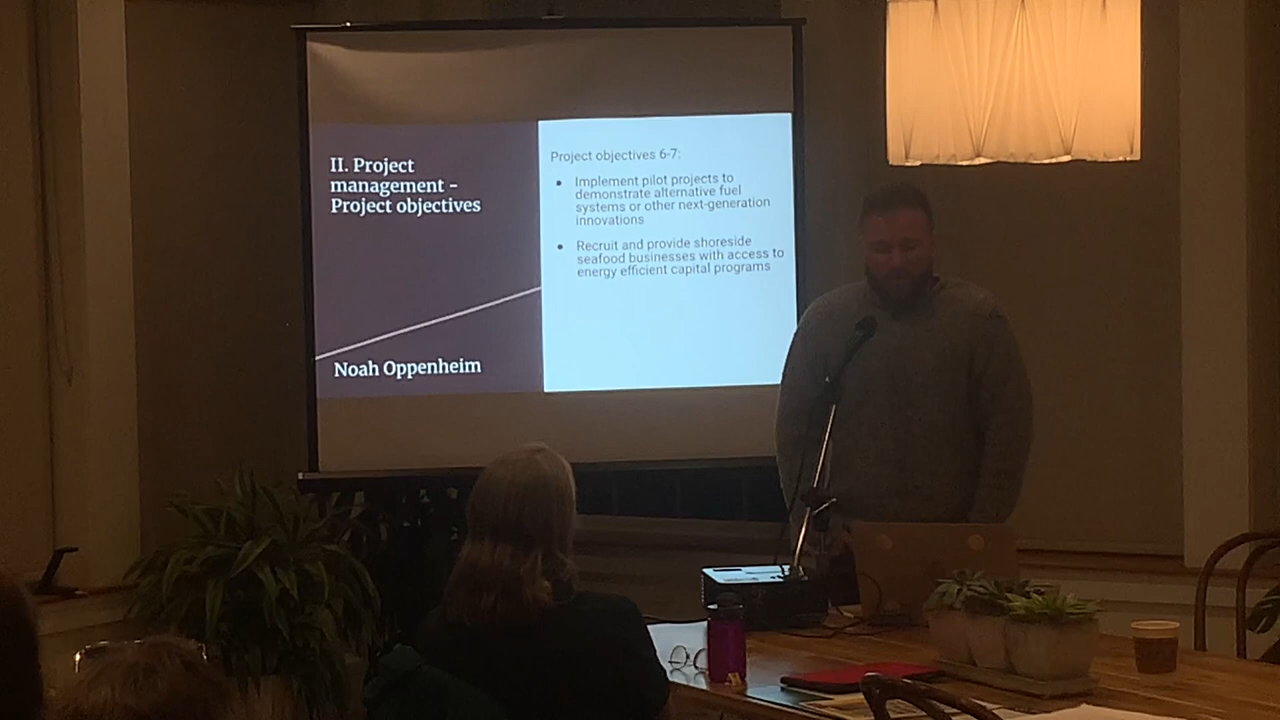 II. Project
management -
Project objectives
Noah Oppenheim
Project objectives 6-7:
• Implement pilot projects to
demonstrate alternative fuel
systems or other next-generation
innovations
• Recruit and provide shoreside
seafood businesses with access to
energy efficient capital programs